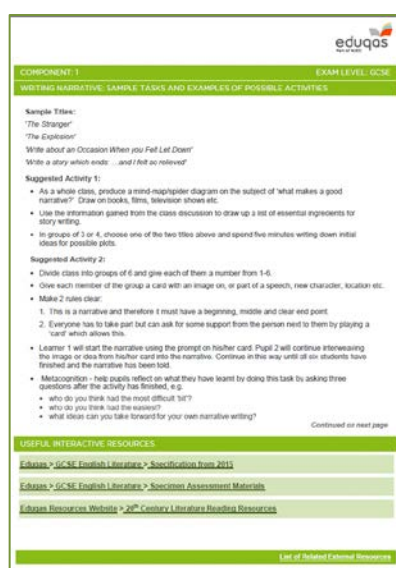 eduqas
Part of WJEC
COMPONENT: 1 EXAM LEVEL: GCSE
WRITING NARRATIVE: SAMPLE TASKS AND EXAMPLES OF POSSIBLE ACTIVITIES
Sample Titles:
'The Stranger'
'The Explosion'
'Write about an Occasion When you Felt Let Down'
'Write a story which ends: ...and I felt so relieved'
Suggested Activity 1:
• As a whole class, produce a mind-map/spider diagram on the subject of 'what makes a good
narrative?' Draw on books, films, television shows etc.
• Use the information gained from the class discussion to draw up a list of essential ingredients for
story writing.
• In groups of 3 or 4, choose one of the two titles above and spend five minutes writing down initial
ideas for possible plots.
Suggested Activity 2:
• Divide class into groups of 6 and give each of them a number from 1-6.
• Give each member of the group a card with an image on, or part of a speech, new character, location etc.
• Make 2 rules clear:
1. This is a narrative and therefore it must have a beginning, middle and clear end point.
2. Everyone has to take part but can ask for some support from the person next to them by playing a
'card' which allows this.
• Learner 1 will start the narrative using the prompt on his/her card. Pupil 2 will continue interweaving
the image or idea from his/her card into the narrative. Continue in this way until all six students have
finished and the narrative has been told.
• Metacognition - help pupils reflect on what they have learnt by doing this task by asking three
questions after the activity has finished, e.g.
• who do you think had the most difficult 'bit'?
• who do you think had the easiest?
• what ideas can you take forward for your own narrative writing?
Continued on next page
USEFUL INTERACTIVE RESOURCES
Eduqas > GCSE English Literature > Specification from 2015
Eduqas > GCSE English Literature > Specimen Assessment Materials
Eduqas Resources Website > 20th Century Literature Reading Resources
List of Related External Resources